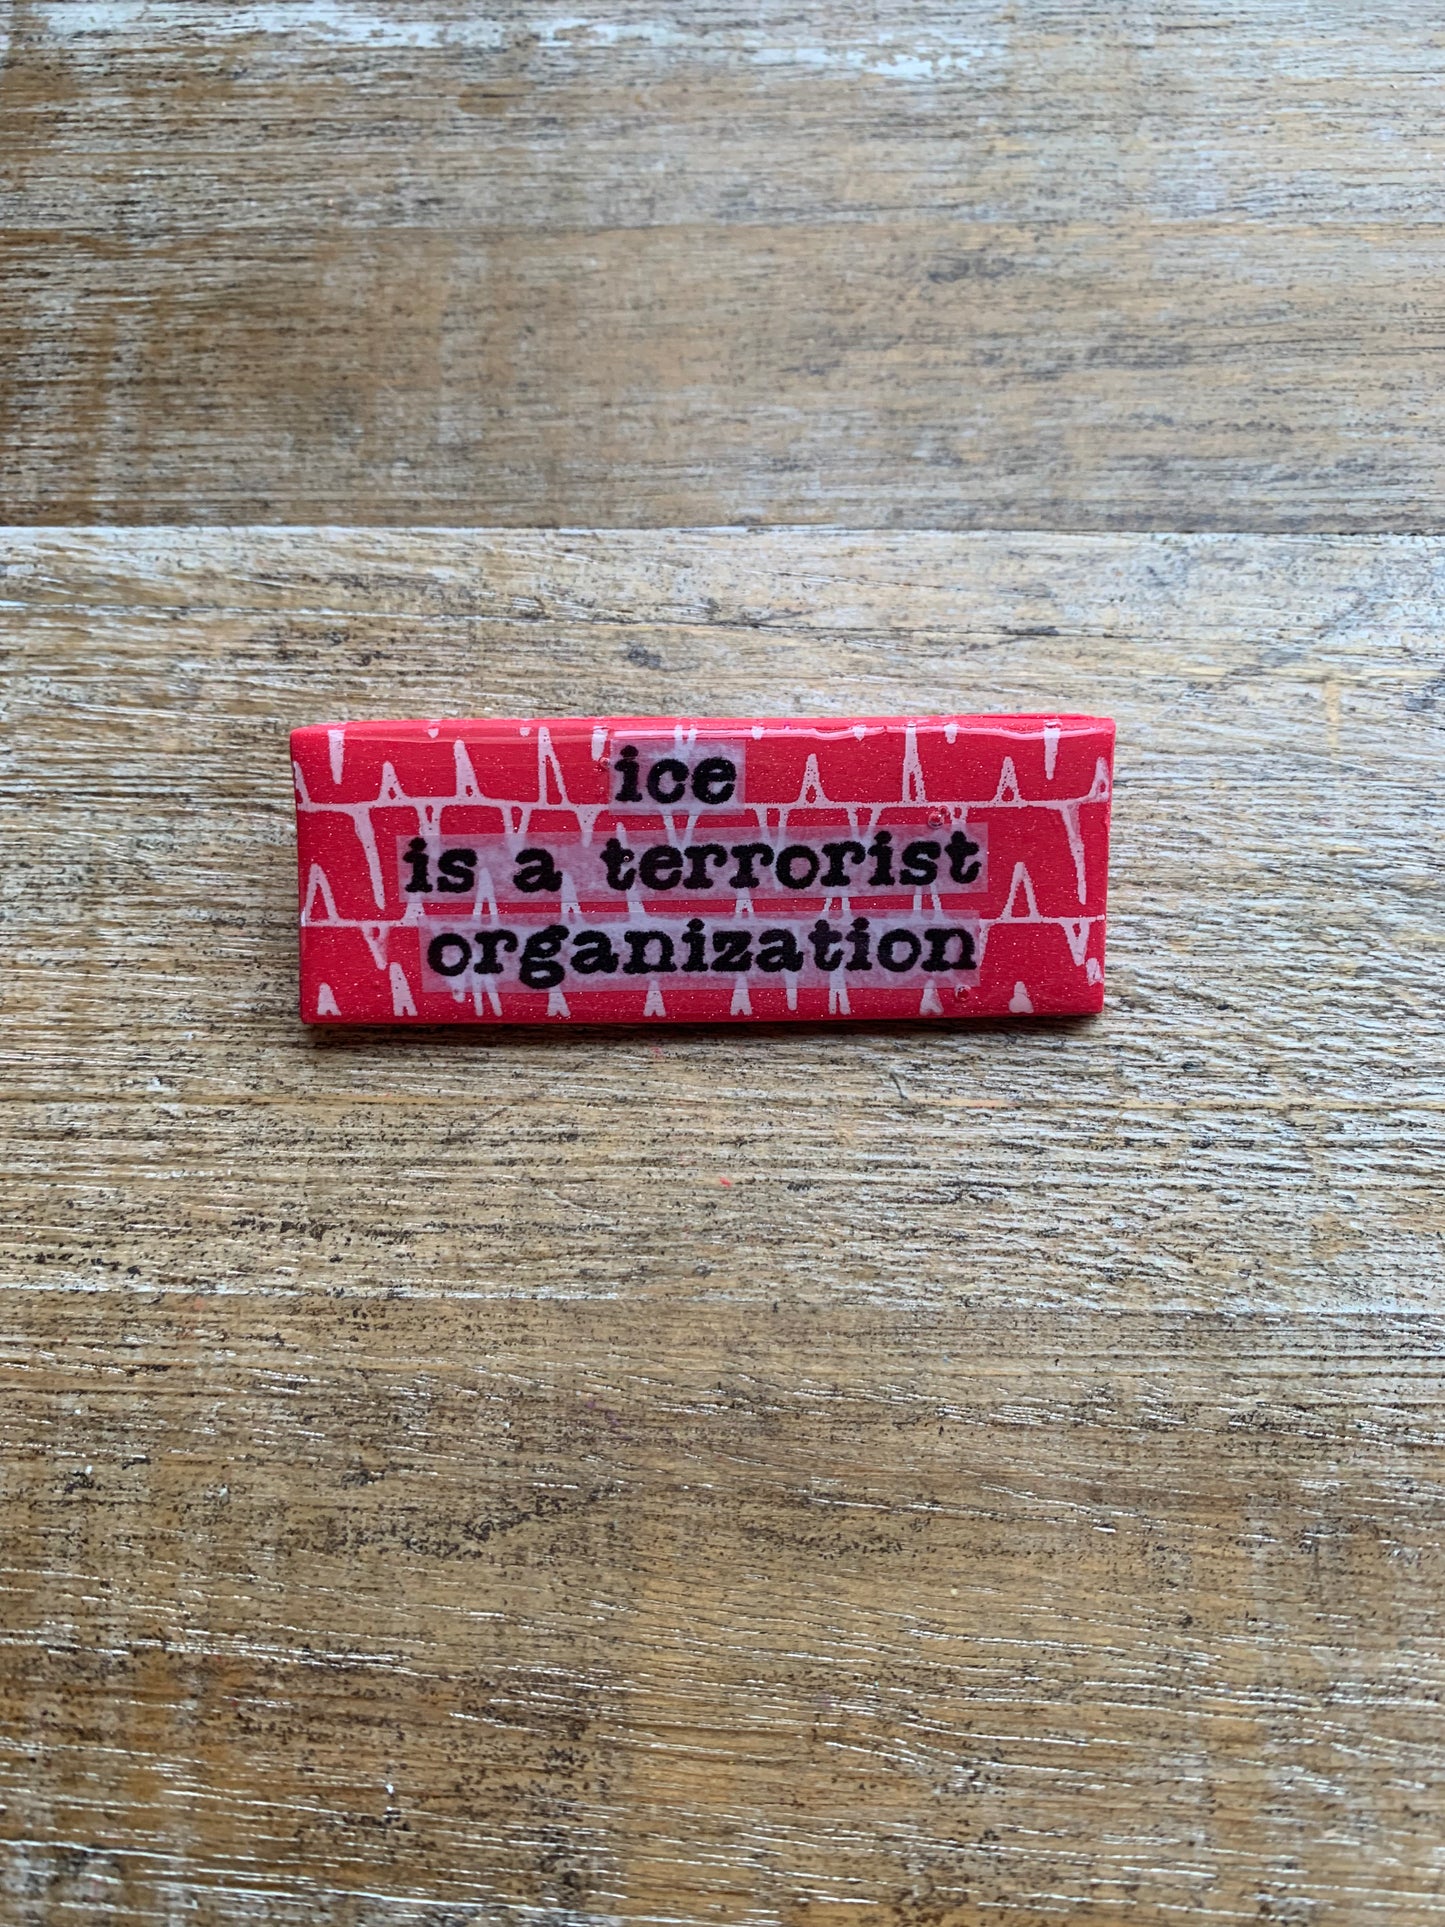 ice
is a terrorist
organization